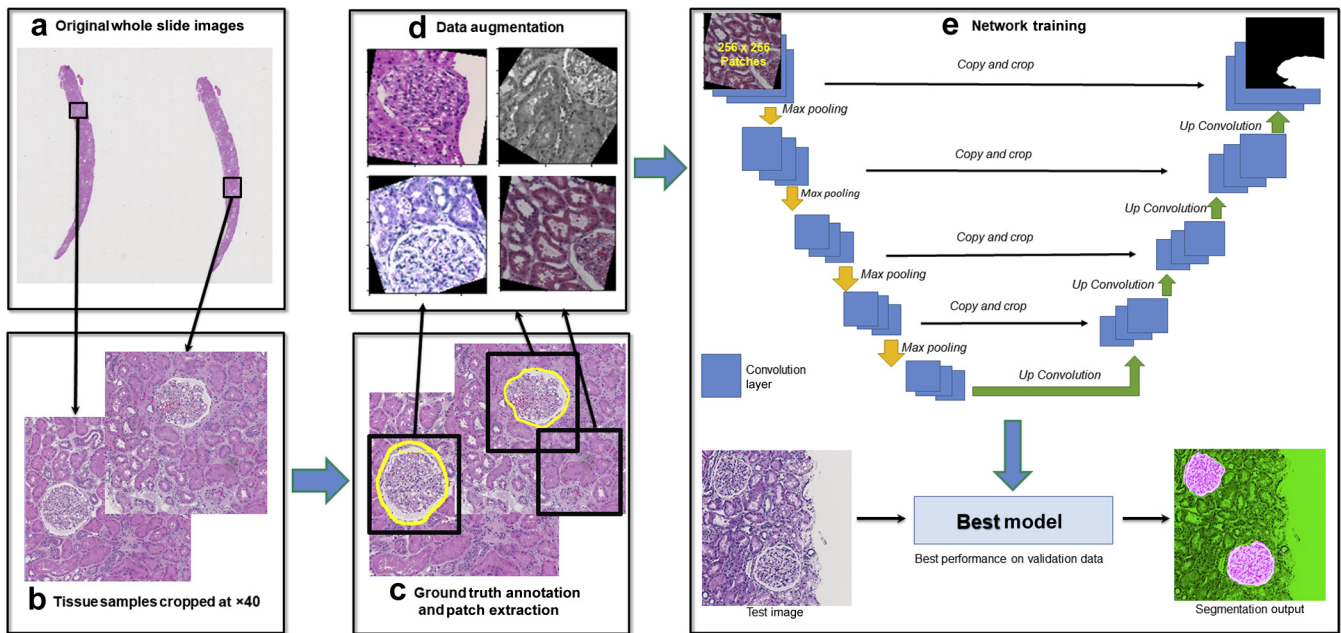 a Original whole slide images
b Tissue samples cropped at ×40
c Ground truth annotation
and patch extraction
d Data augmentation
e Network training
256 x 256
Patches
Copy and crop
Max pooling
Up Convolution
Copy and crop
Max pooling
Up Convolution
Copy and crop
Max pooling
Up Convolution
Copy and crop
Max pooling
Up Convolution
Convolution
layer
Best model
Best performance on validation data
Test image
Segmentation output